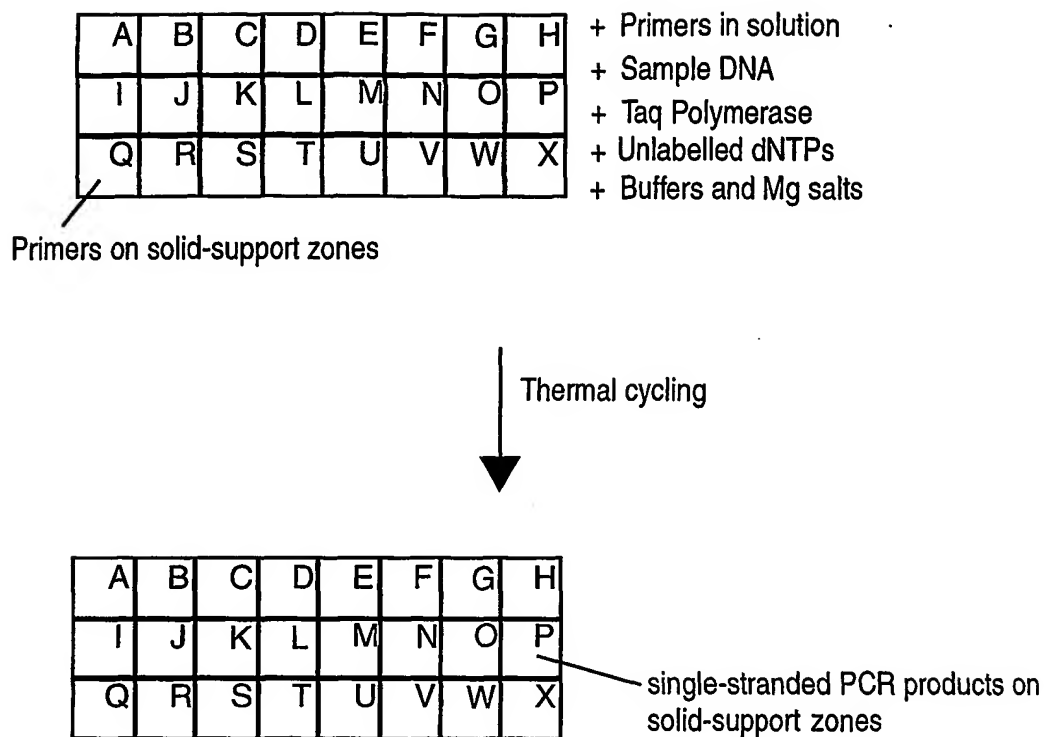 A B C D E F G H
+ Primers in solution
I J K L M N O P
+ Sample DNA
+ Taq Polymerase
Q R S T U V W X
+ Unlabelled dNTPs
+ Buffers and Mg salts
Primers on solid-support zones
Thermal cycling
A B C D E F G H
I J K L M N O P
Q R S T U V W X
single-stranded PCR products on
solid-support zones